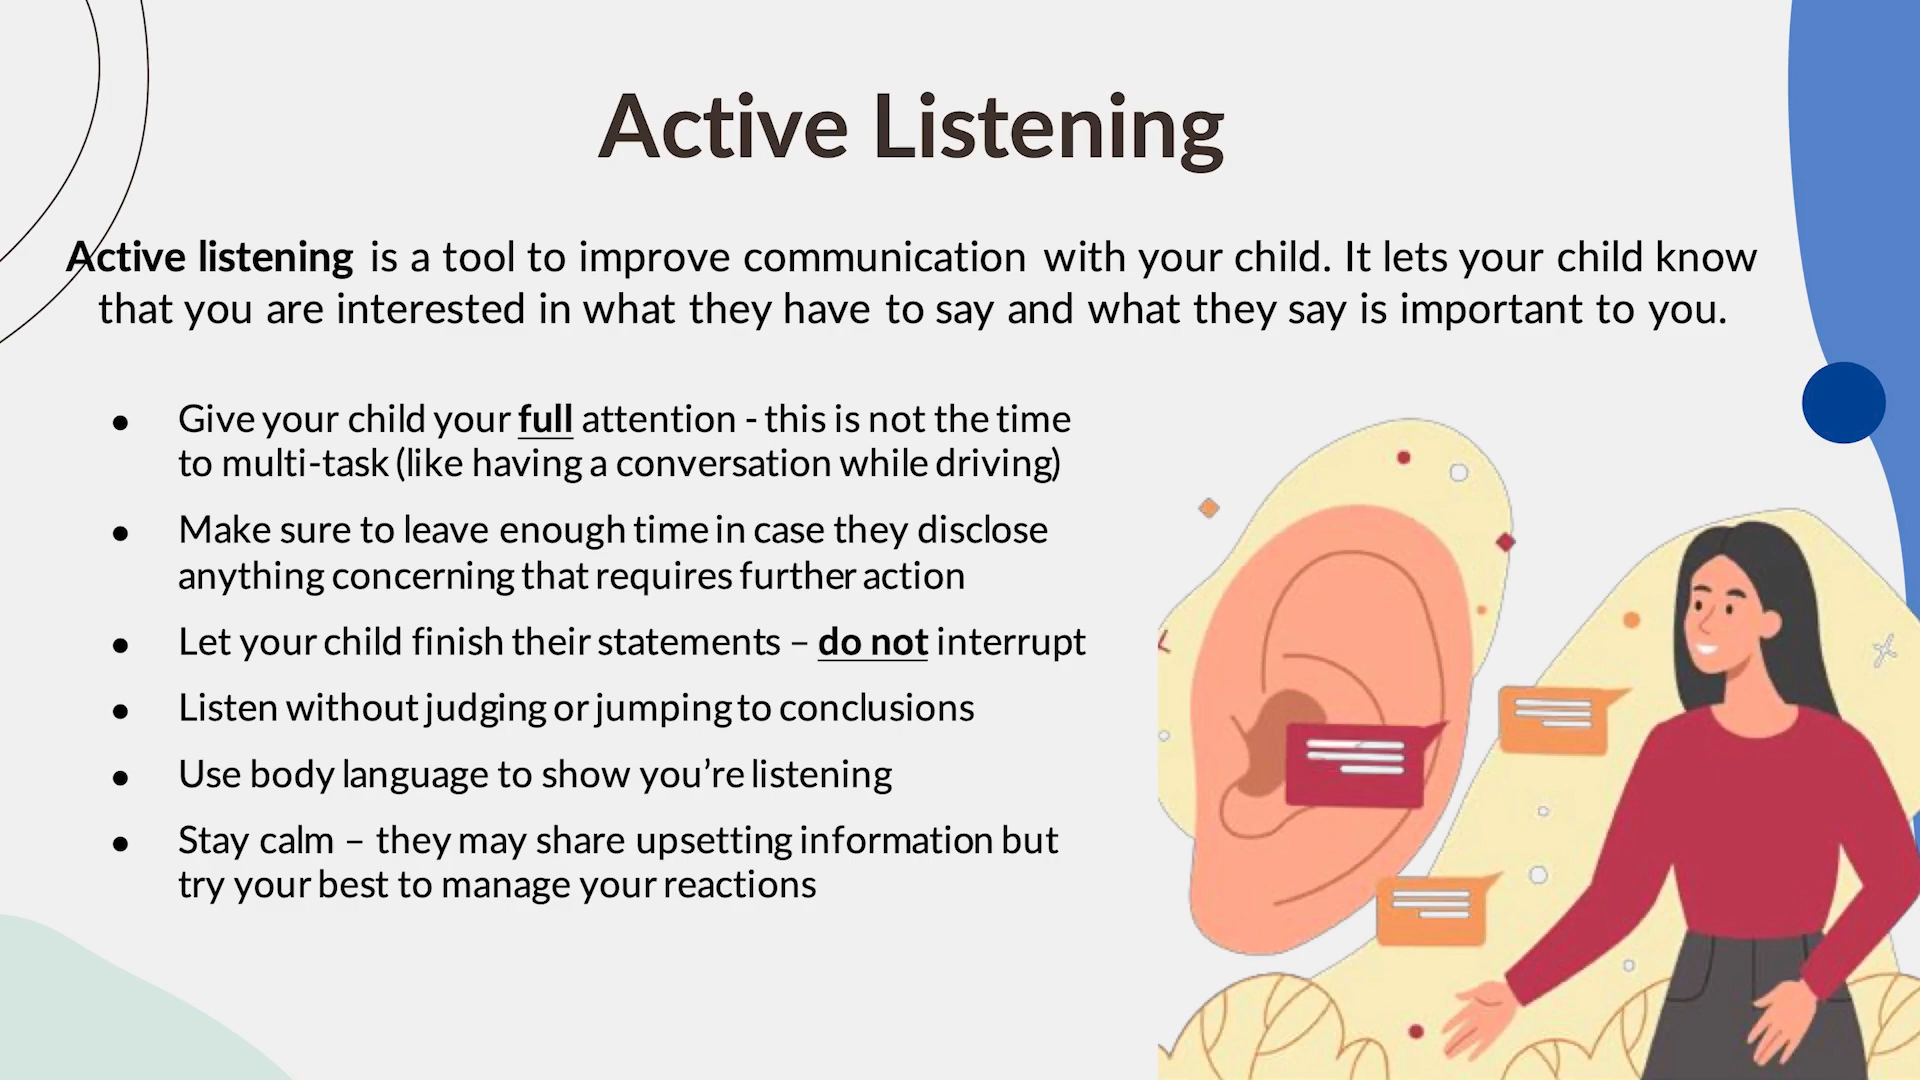 Active Listening
Active listening is a tool to improve communication with your child. It lets your child know
that you are interested in what they have to say and what they say is important to you.
● Give your child your full attention - this is not the time
to multi-task (like having a conversation while driving)
● Make sure to leave enough time in case they disclose
anything concerning that requires further action
● Let your child finish their statements – do not interrupt
● Listen without judging or jumping to conclusions
● Use body language to show you’re listening
● Stay calm – they may share upsetting information but
try your best to manage your reactions